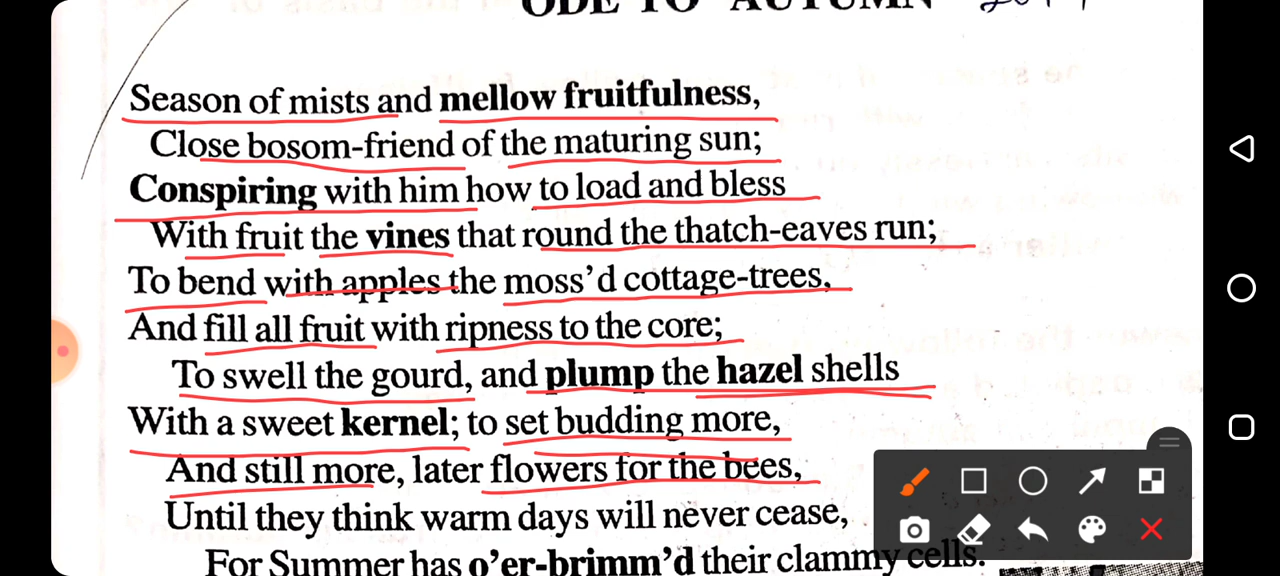 ODE TO AUTUMN
Season of mists and mellow fruitfulness,
Close bosom-friend of the maturing sun;
Conspiring with him how to load and bless
With fruit the vines that round the thatch-eaves run;
To bend with apples the moss'd cottage-trees,
And fill all fruit with ripness to the core;
To swell the gourd, and plump the hazel shells
With a sweet kernel; to set budding more,
And still more, later flowers for the bees,
Until they think warm days will never cease,
For Summer has o'er-brimm'd their clammy cells.